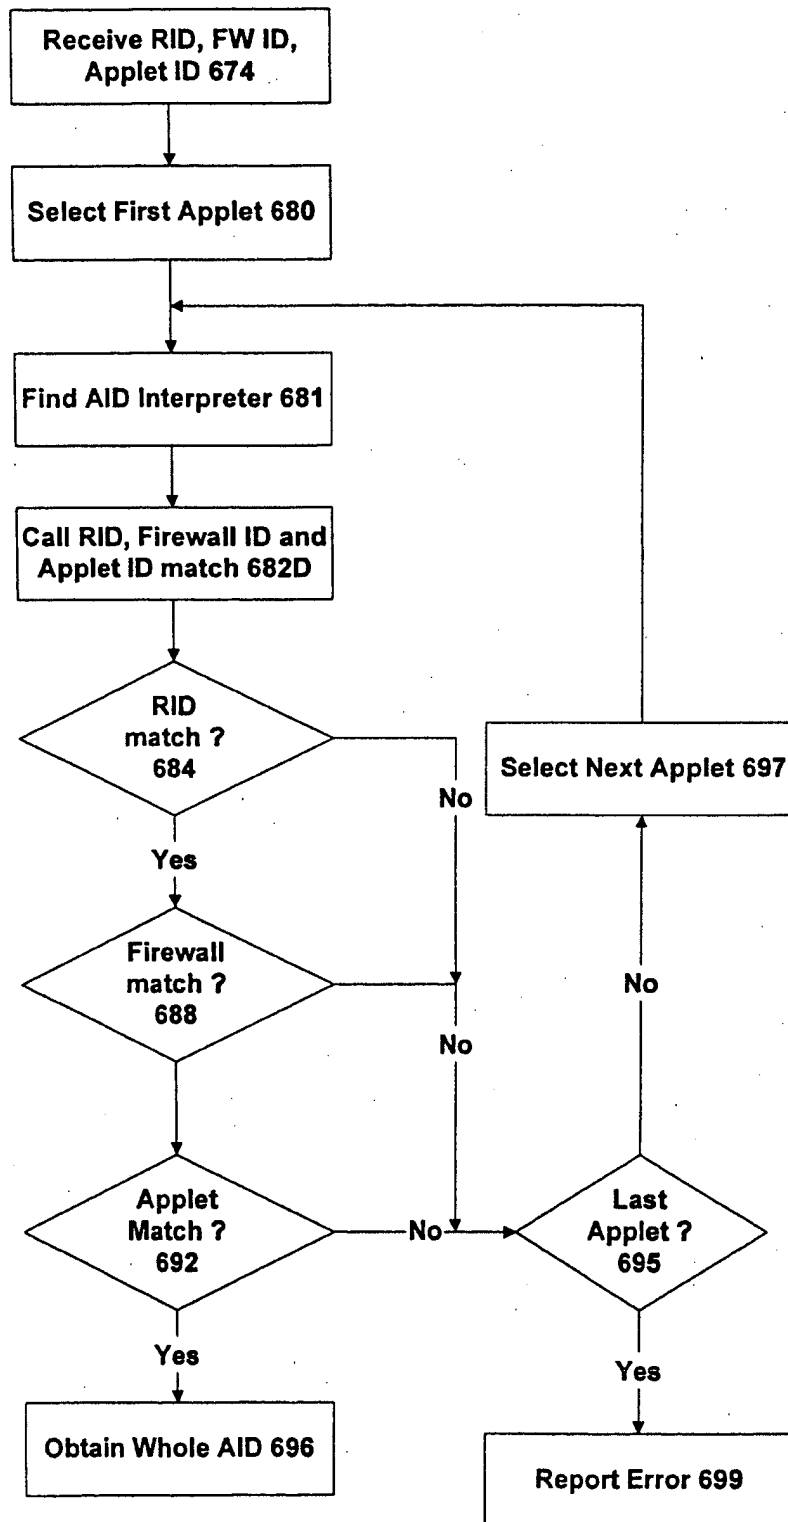 Receive RID, FW ID,
Applet ID 674
Select First Applet 680
Find AID Interpreter 681
Call RID, Firewall ID and
Applet ID match 682D
RID
match ?
684
Select Next Applet 697
No
Yes
Firewall
match ?
688
No
No
Applet
Match ?
692
No
Last
Applet ?
695
Yes
Yes
Obtain Whole AID 696
Report Error 699